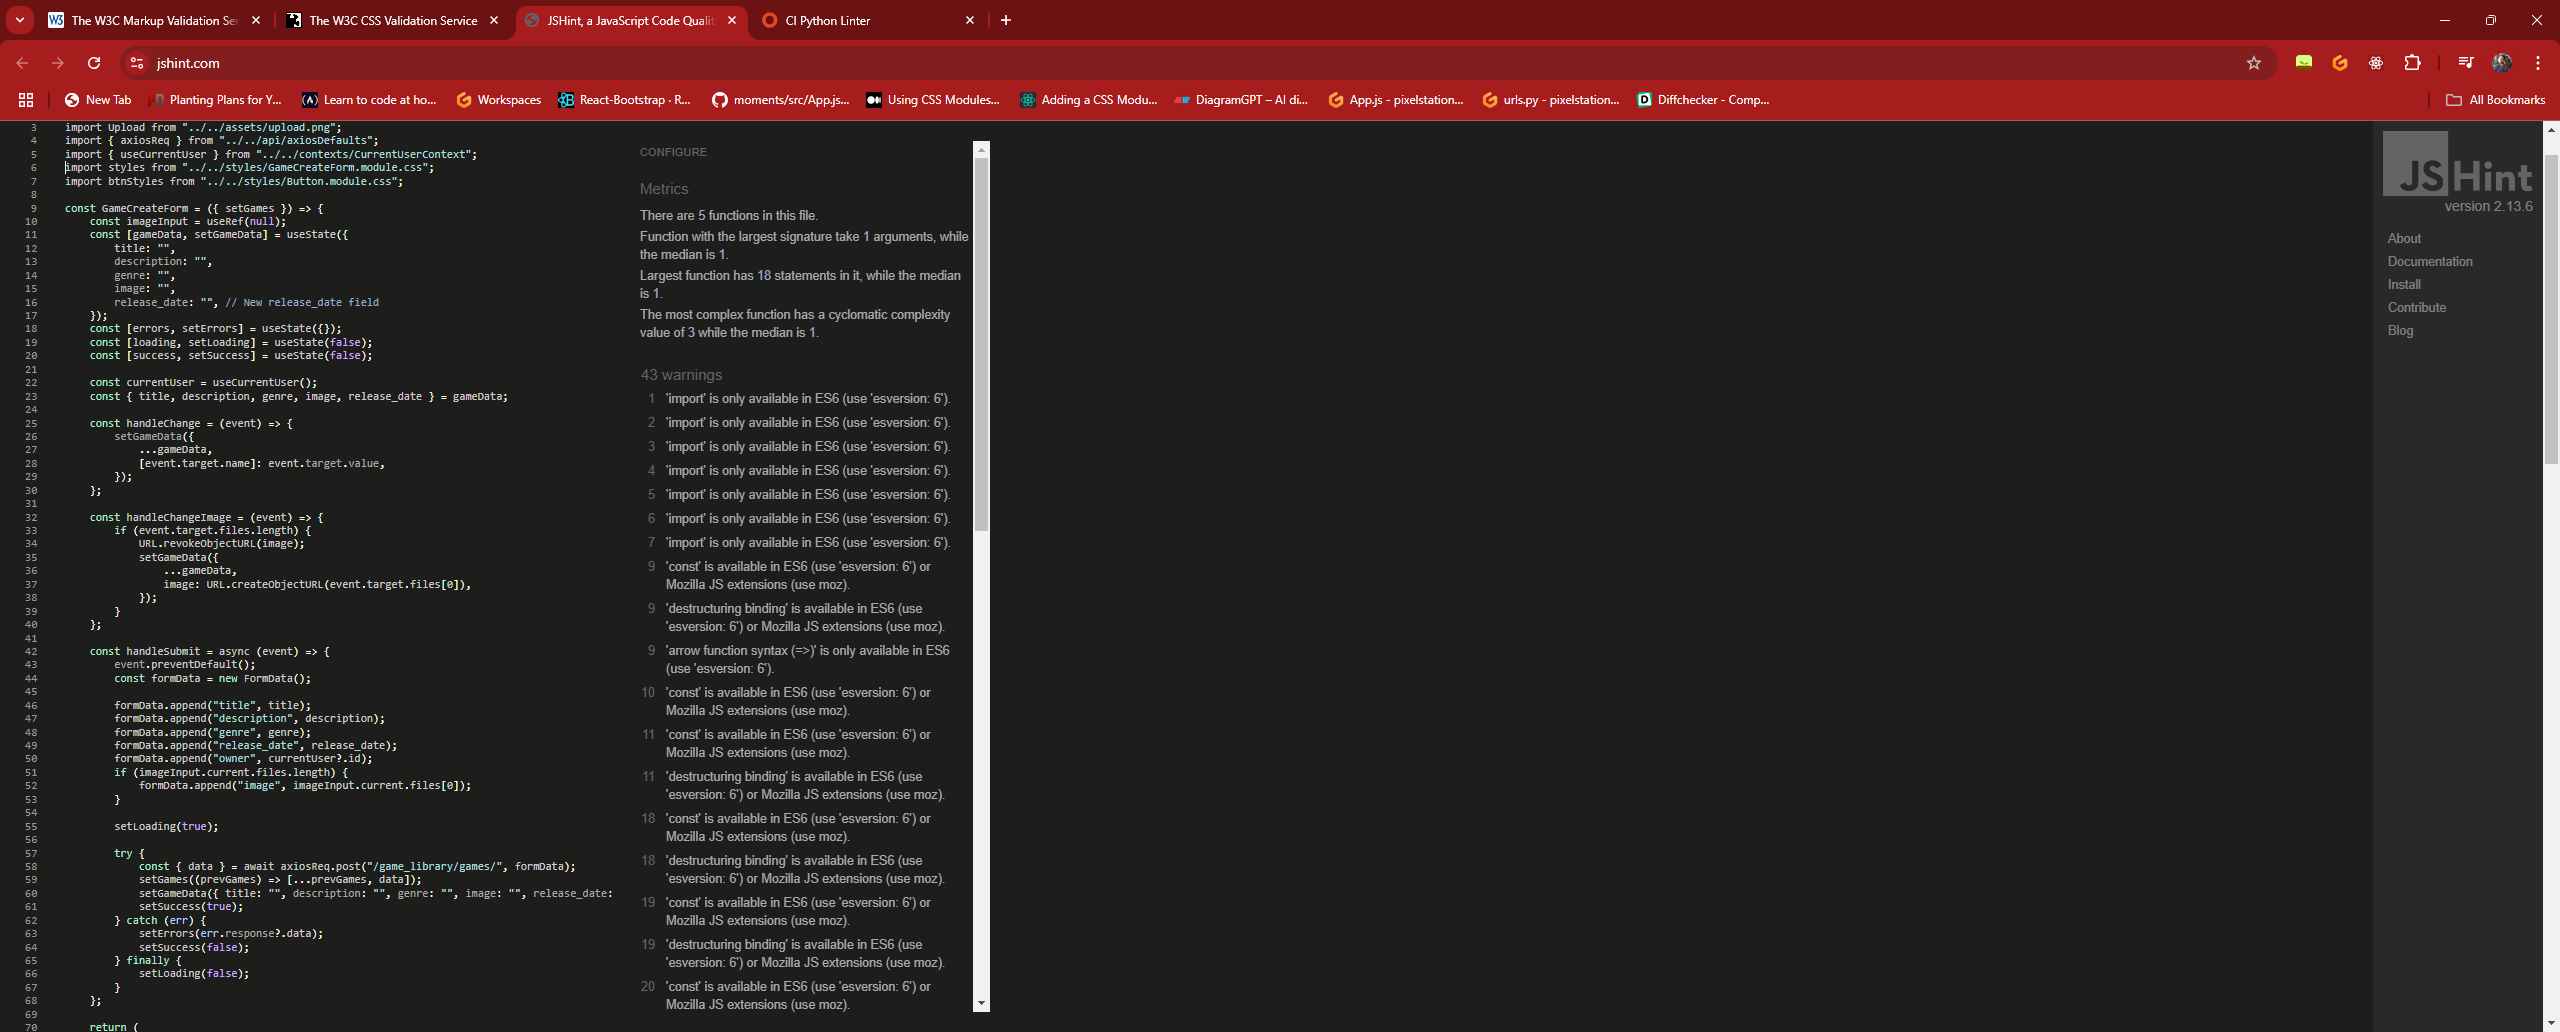 The W3C Markup Validation Se
The W3C CSS Validation Service
JSHint, a JavaScript Code Qualit
CI Python Linter
jshint.com
New Tab
Planting Plans for Y...
Learn to code at ho...
Workspaces
React-Bootstrap · R...
moments/src/App.js...
Using CSS Modules...
Adding a CSS Modu...
DiagramGPT – AI di...
App.js - pixelstation...
urls.py - pixelstation...
Diffchecker - Comp...
All Bookmarks
3 import Upload from "../../assets/upload.png";
4 import { axiosReq } from "../../api/axiosDefaults";
5 import { useCurrentUser } from "../../contexts/CurrentUserContext";
6 import styles from "../../styles/GameCreateForm.module.css";
7 import btnStyles from "../../styles/Button.module.css";
8
9 const GameCreateForm = ({ setGames }) => {
10 const imageInput = useRef(null);
11 const [gameData, setGameData] = useState({
12 title: "",
13 description: "",
14 genre: "",
15 image: "",
16 release_date: "", // New release_date field
17 });
18 const [errors, setErrors] = useState({});
19 const [loading, setLoading] = useState(false);
20 const [success, setSuccess] = useState(false);
21
22 const currentUser = useCurrentUser();
23 const { title, description, genre, image, release_date } = gameData;
24
25 const handleChange = (event) => {
26 setGameData({
27 ...gameData,
28 [event.target.name]: event.target.value,
29 });
30 };
31
32 const handleChangeImage = (event) => {
33 if (event.target.files.length) {
34 URL.revokeObjectURL(image);
35 setGameData({
36 ...gameData,
37 image: URL.createObjectURL(event.target.files[0]),
38 });
39 }
40 };
41
42 const handleSubmit = async (event) => {
43 event.preventDefault();
44 const formData = new FormData();
45
46 formData.append("title", title);
47 formData.append("description", description);
48 formData.append("genre", genre);
49 formData.append("release_date", release_date);
50 formData.append("owner", currentUser?.id);
51 if (imageInput.current.files.length) {
52 formData.append("image", imageInput.current.files[0]);
53 }
54
55 setLoading(true);
56
57 try {
58 const { data } = await axiosReq.post("/game_library/games/", formData);
59 setGames((prevGames) => [...prevGames, data]);
60 setGameData({ title: "", description: "", genre: "", image: "", release_date:
61 setSuccess(true);
62 } catch (err) {
63 setErrors(err.response?.data);
64 setSuccess(false);
65 } finally {
66 setLoading(false);
67 }
68 };
69
70 return (
CONFIGURE
Metrics
There are 5 functions in this file.
Function with the largest signature take 1 arguments, while
the median is 1.
Largest function has 18 statements in it, while the median
is 1.
The most complex function has a cyclomatic complexity
value of 3 while the median is 1.
43 warnings
1 'import' is only available in ES6 (use 'esversion: 6').
2 'import' is only available in ES6 (use 'esversion: 6').
3 'import' is only available in ES6 (use 'esversion: 6').
4 'import' is only available in ES6 (use 'esversion: 6').
5 'import' is only available in ES6 (use 'esversion: 6').
6 'import' is only available in ES6 (use 'esversion: 6').
7 'import' is only available in ES6 (use 'esversion: 6').
9 'const' is available in ES6 (use 'esversion: 6') or
Mozilla JS extensions (use moz).
9 'destructuring binding' is available in ES6 (use
'esversion: 6') or Mozilla JS extensions (use moz).
9 'arrow function syntax (=>)' is only available in ES6
(use 'esversion: 6').
10 'const' is available in ES6 (use 'esversion: 6') or
Mozilla JS extensions (use moz).
11 'const' is available in ES6 (use 'esversion: 6') or
Mozilla JS extensions (use moz).
11 'destructuring binding' is available in ES6 (use
'esversion: 6') or Mozilla JS extensions (use moz).
18 'const' is available in ES6 (use 'esversion: 6') or
Mozilla JS extensions (use moz).
18 'destructuring binding' is available in ES6 (use
'esversion: 6') or Mozilla JS extensions (use moz).
19 'const' is available in ES6 (use 'esversion: 6') or
Mozilla JS extensions (use moz).
19 'destructuring binding' is available in ES6 (use
'esversion: 6') or Mozilla JS extensions (use moz).
20 'const' is available in ES6 (use 'esversion: 6') or
Mozilla JS extensions (use moz).
JSHint
version 2.13.6
About
Documentation
Install
Contribute
Blog